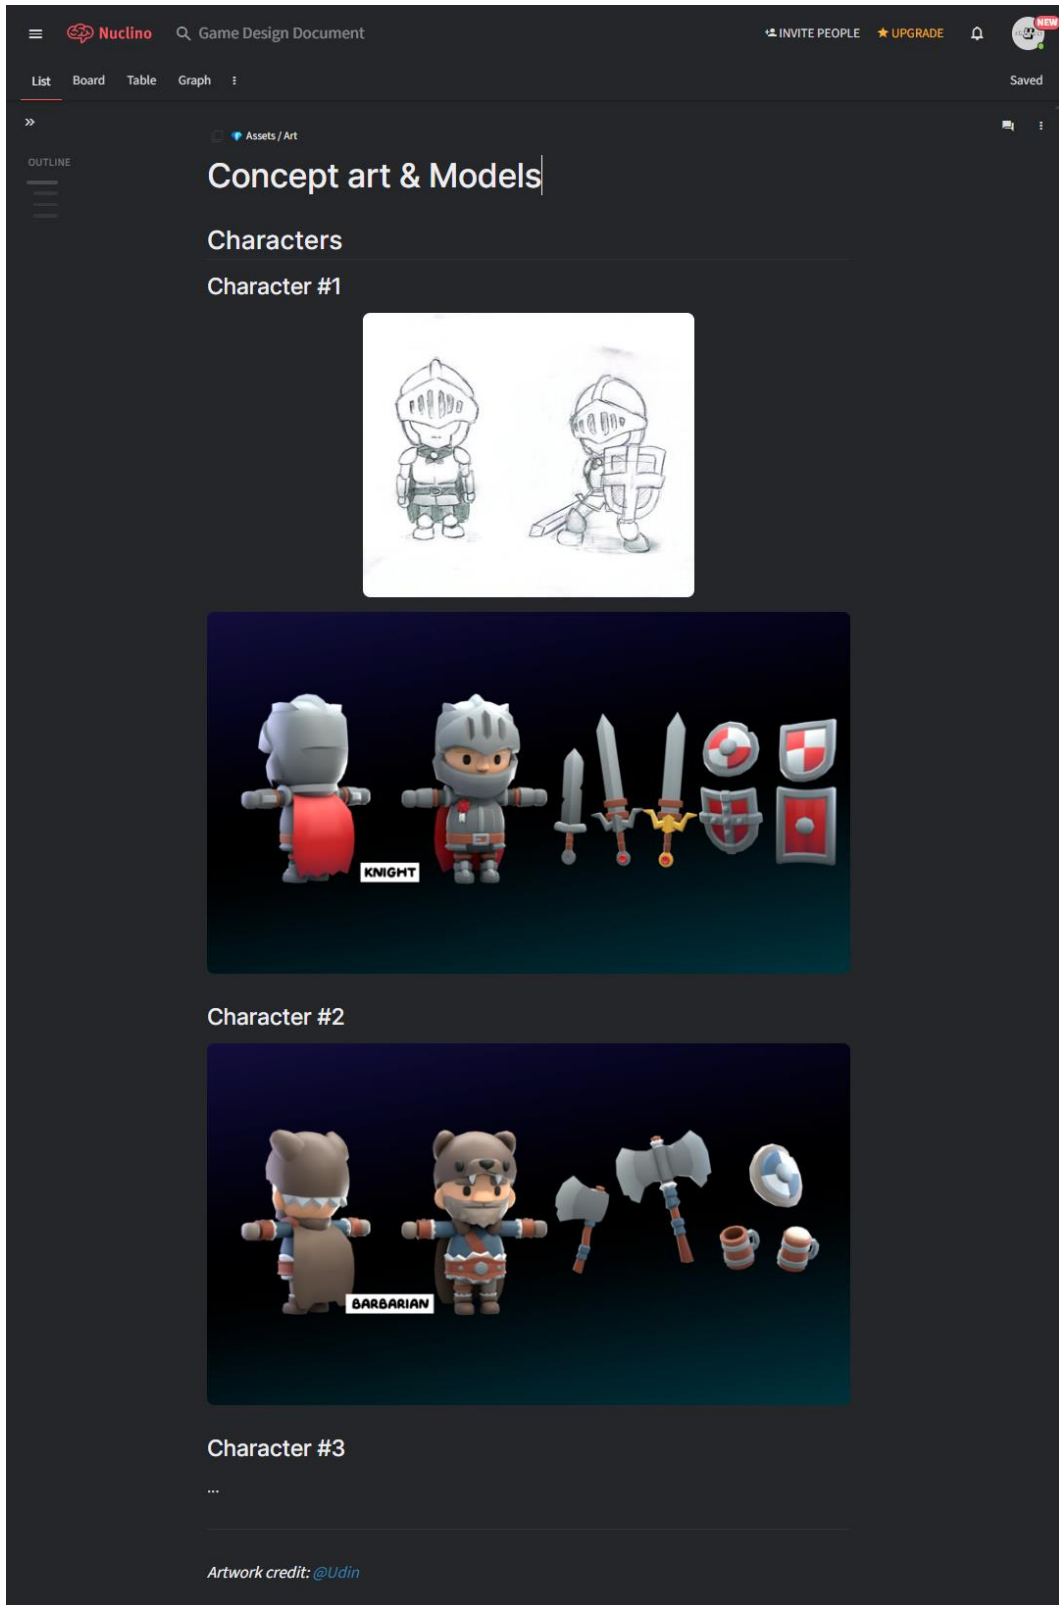 Nuclino
Game Design Document
INVITE PEOPLE
UPGRADE
NEW
List
Board
Table
Graph
Saved
OUTLINE
Assets / Art
Concept art & Models
Characters
Character #1
KNIGHT
Character #2
BARBARIAN
Character #3
...
Artwork credit: @Udin